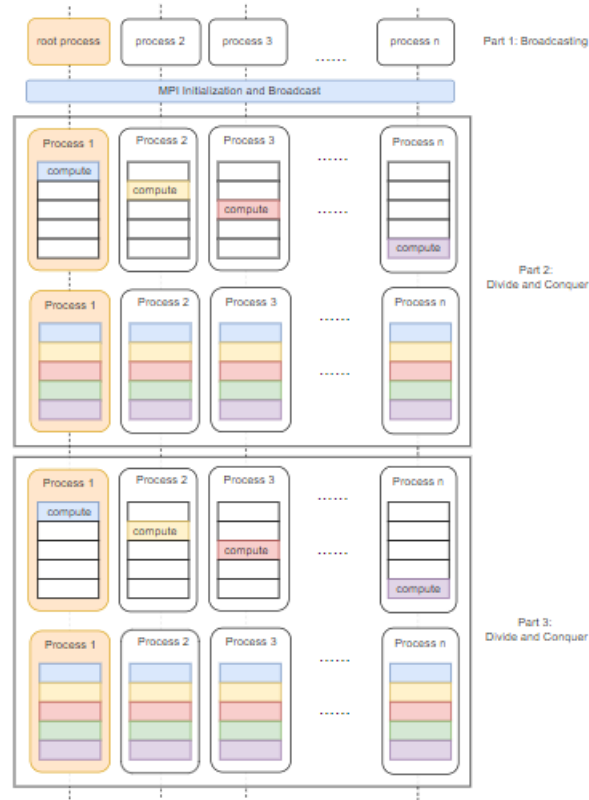 root process
process 2
process 3
......
process n
Part 1: Broadcasting
MPI Initialization and Broadcast
Process 1
Process 2
Process 3
Process n
......
compute
compute
compute
......
compute
Part 2:
Divide and Conquer
Process 1
Process 2
Process 3
Process n
......
......
Process 1
Process 2
Process 3
Process n
......
compute
compute
compute
......
compute
Part 3:
Divide and Conquer
Process 1
Process 2
Process 3
Process n
......
......